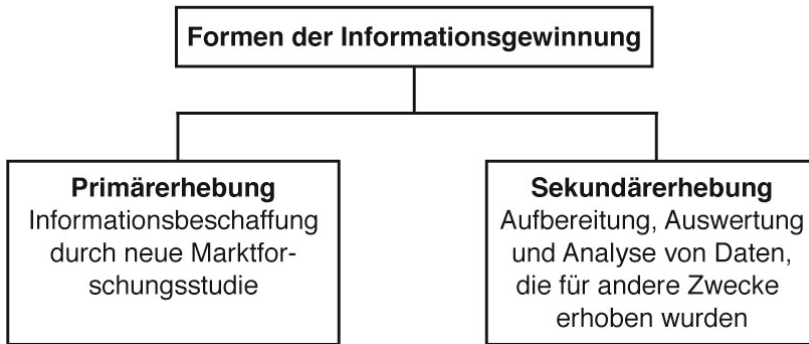 Formen der Informationsgewinnung
Primärerhebung
Informationsbeschaffung
durch neue Marktfor-
schungsstudie
Sekundärerhebung
Aufbereitung, Auswertung
und Analyse von Daten,
die für andere Zwecke
erhoben wurden